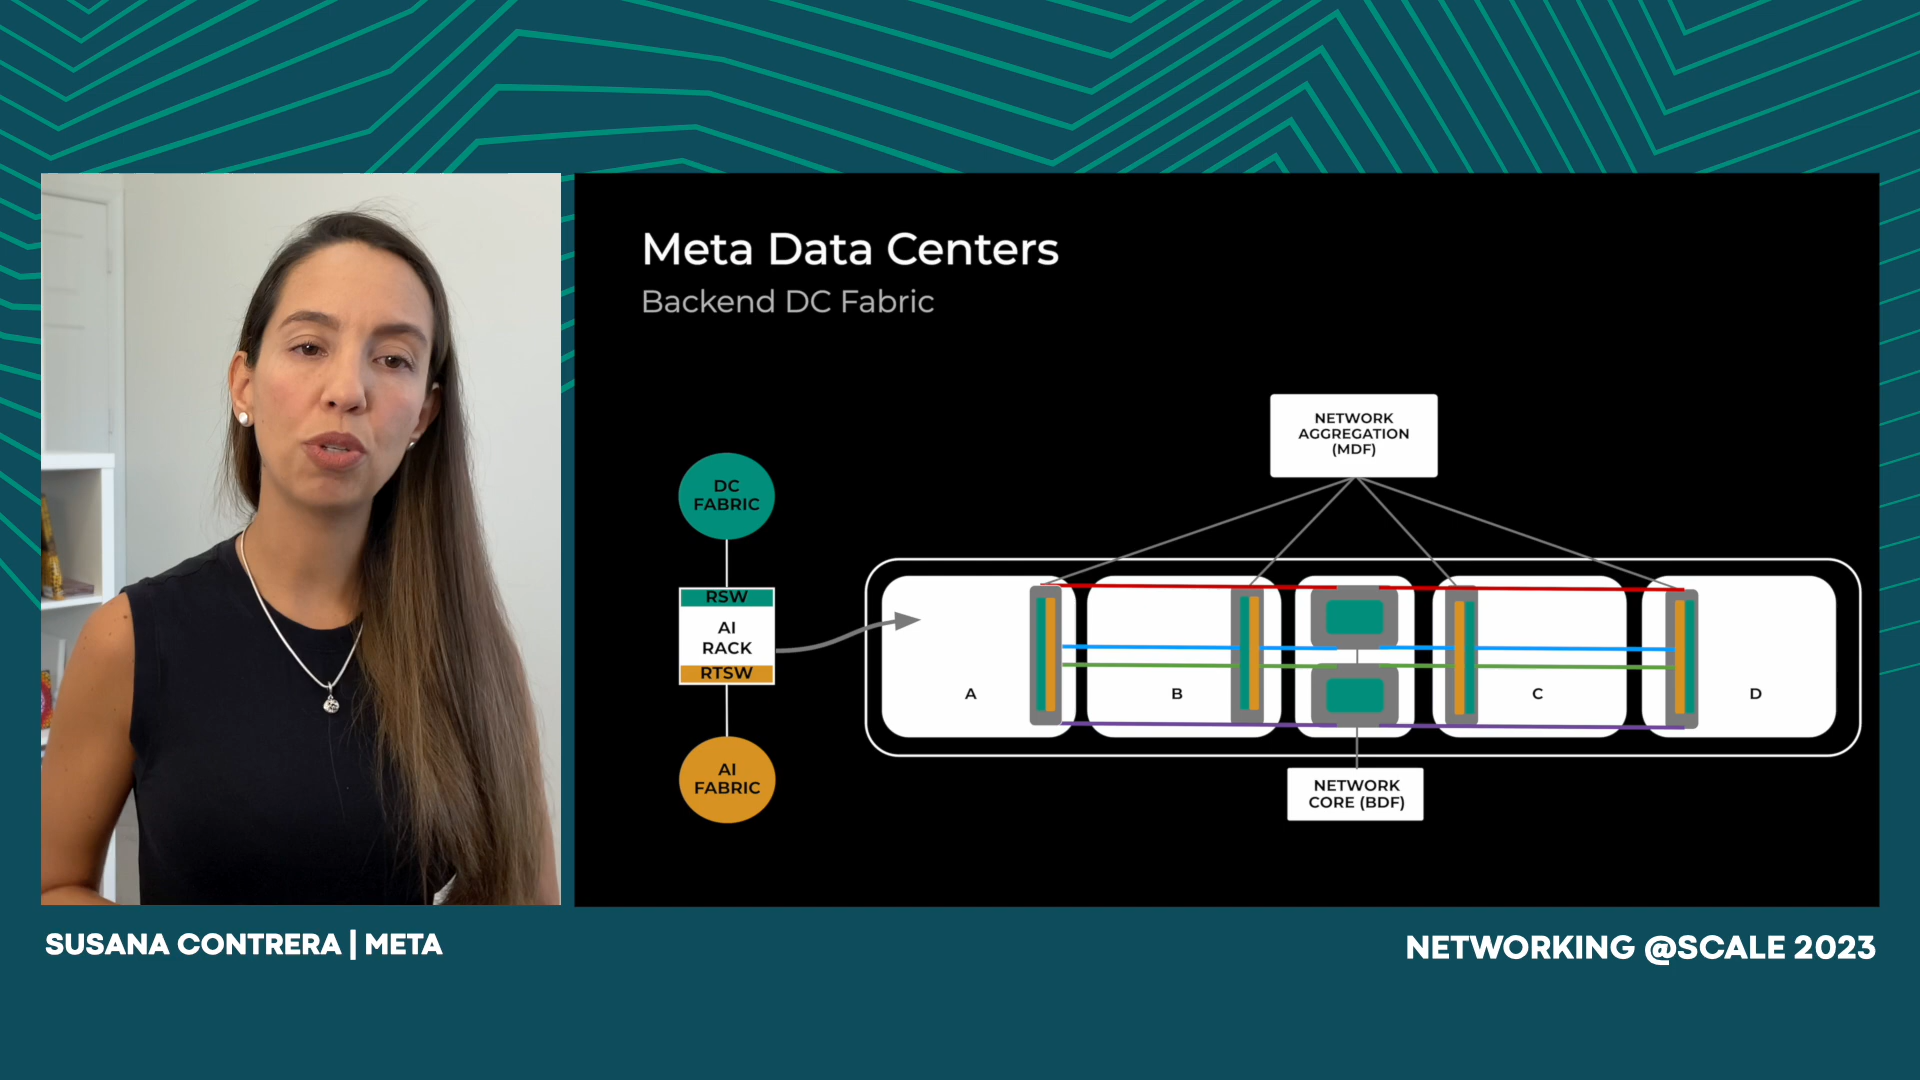 Meta Data Centers
Backend DC Fabric
NETWORK
AGGREGATION
(MDF)
DC
FABRIC
RSW
AI
RACK
RTSW
AI
FABRIC
A
B
C
D
NETWORK
CORE (BDF)
SUSANA CONTRERA | META
NETWORKING @SCALE 2023